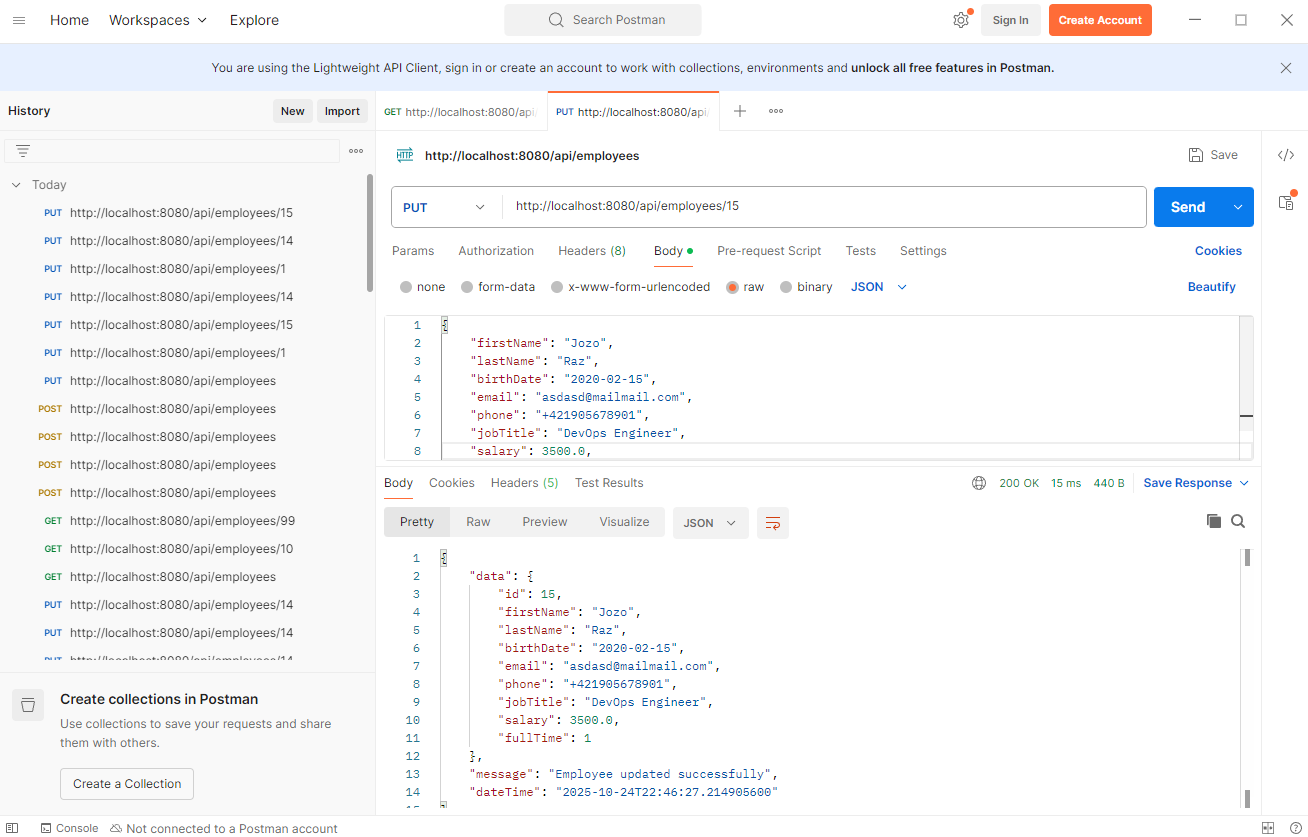 Home Workspaces Explore Search Postman Sign In Create Account
You are using the Lightweight API Client, sign in or create an account to work with collections, environments and unlock all free features in Postman.
History New Import
Today
PUT http://localhost:8080/api/employees/15
PUT http://localhost:8080/api/employees/14
PUT http://localhost:8080/api/employees/1
PUT http://localhost:8080/api/employees/14
PUT http://localhost:8080/api/employees/15
PUT http://localhost:8080/api/employees/1
PUT http://localhost:8080/api/employees
POST http://localhost:8080/api/employees
POST http://localhost:8080/api/employees
POST http://localhost:8080/api/employees
POST http://localhost:8080/api/employees
GET http://localhost:8080/api/employees/99
GET http://localhost:8080/api/employees/10
GET http://localhost:8080/api/employees
PUT http://localhost:8080/api/employees/14
PUT http://localhost:8080/api/employees/14
PUT http://localhost:8080/api/employees/14
Create collections in Postman
Use collections to save your requests and share
them with others.
Create a Collection
GET http://localhost:8080/api/ PUT http://localhost:8080/api/
HTTP http://localhost:8080/api/employees Save
PUT http://localhost:8080/api/employees/15 Send
Params Authorization Headers (8) Body Pre-request Script Tests Settings Cookies
none form-data x-www-form-urlencoded raw binary JSON Beautify
1 {
2 "firstName": "Jozo",
3 "lastName": "Raz",
4 "birthDate": "2020-02-15",
5 "email": "asdasd@mailmail.com",
6 "phone": "+421905678901",
7 "jobTitle": "DevOps Engineer",
8 "salary": 3500.0,
Body Cookies Headers (5) Test Results 200 OK 15 ms 440 B Save Response
Pretty Raw Preview Visualize JSON
1 {
2 "data": {
3 "id": 15,
4 "firstName": "Jozo",
5 "lastName": "Raz",
6 "birthDate": "2020-02-15",
7 "email": "asdasd@mailmail.com",
8 "phone": "+421905678901",
9 "jobTitle": "DevOps Engineer",
10 "salary": 3500.0,
11 "fullTime": 1
12 },
13 "message": "Employee updated successfully",
14 "dateTime": "2025-10-24T22:46:27.214905600"
15 }
Console Not connected to a Postman account